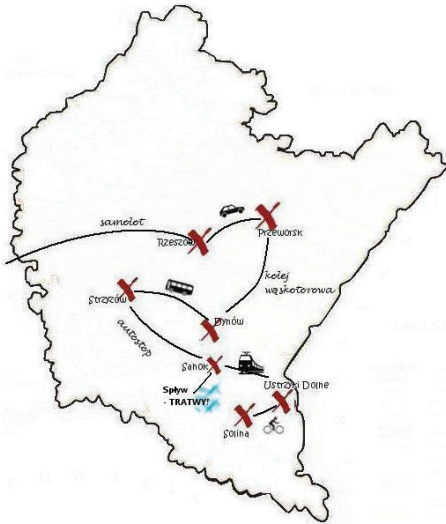 samolot
Rzeszów
Przeworsk
kolej
wąskotorowa
Strzyżów
Dynów
autostop
Sanok
Spływ
- TRATWY!
Ustrzyki Dolne
Solina